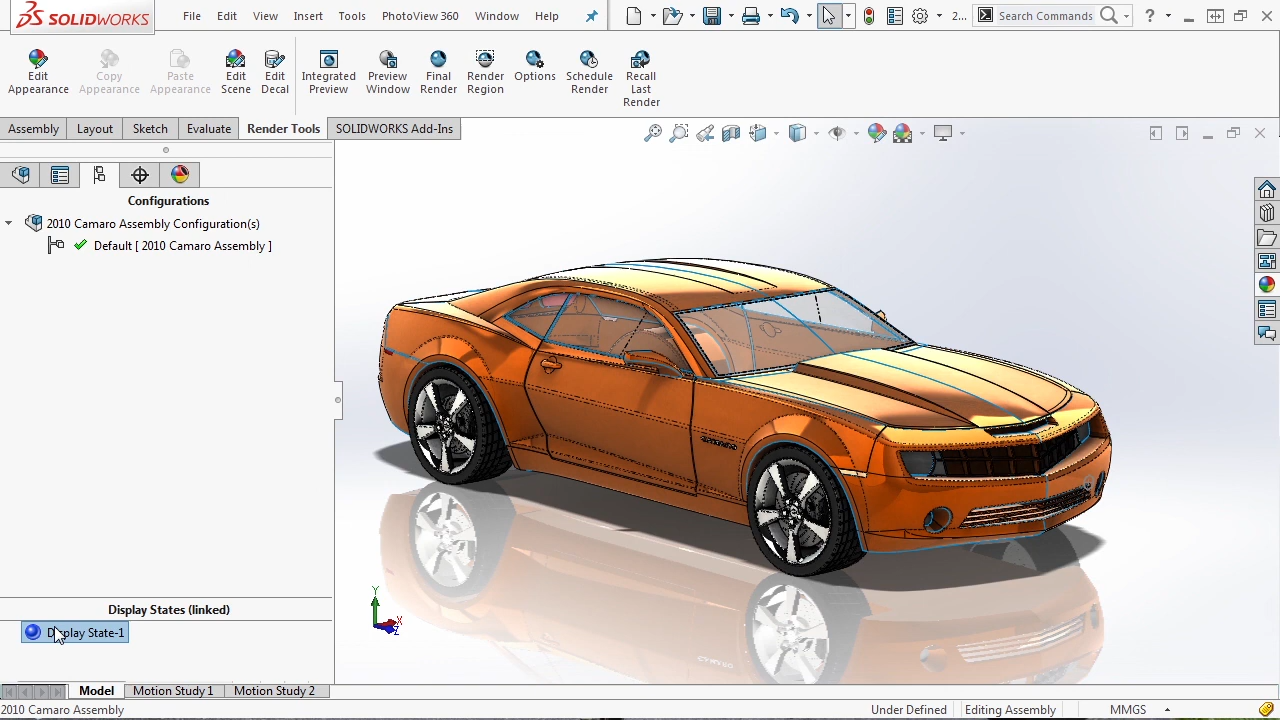 SOLIDWORKS
File Edit View Insert Tools PhotoView 360 Window Help
2... Search Commands ?
Edit Appearance
Copy Appearance
Paste Appearance
Edit Scene
Edit Decal
Integrated Preview
Preview Window
Final Render
Render Region
Options
Schedule Render
Recall Last Render
Assembly Layout Sketch Evaluate Render Tools SOLIDWORKS Add-Ins
Configurations
2010 Camaro Assembly Configuration(s)
Default [ 2010 Camaro Assembly ]
Display States (linked)
Display State-1
Y
X
Z
Model Motion Study 1 Motion Study 2
2010 Camaro Assembly Under Defined Editing Assembly MMGS